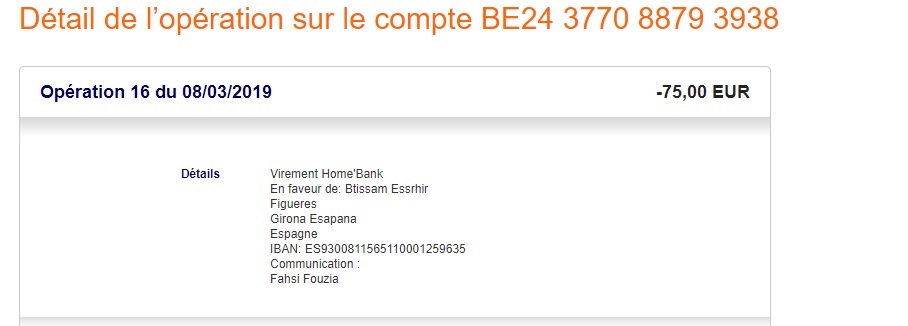 Détail de l’opération sur le compte BE24 3770 8879 3938
Opération 16 du 08/03/2019 -75,00 EUR
Détails Virement Home'Bank
En faveur de: Btissam Essrhir
Figueres
Girona Esapana
Espagne
IBAN: ES9300811565110001259635
Communication :
Fahsi Fouzia